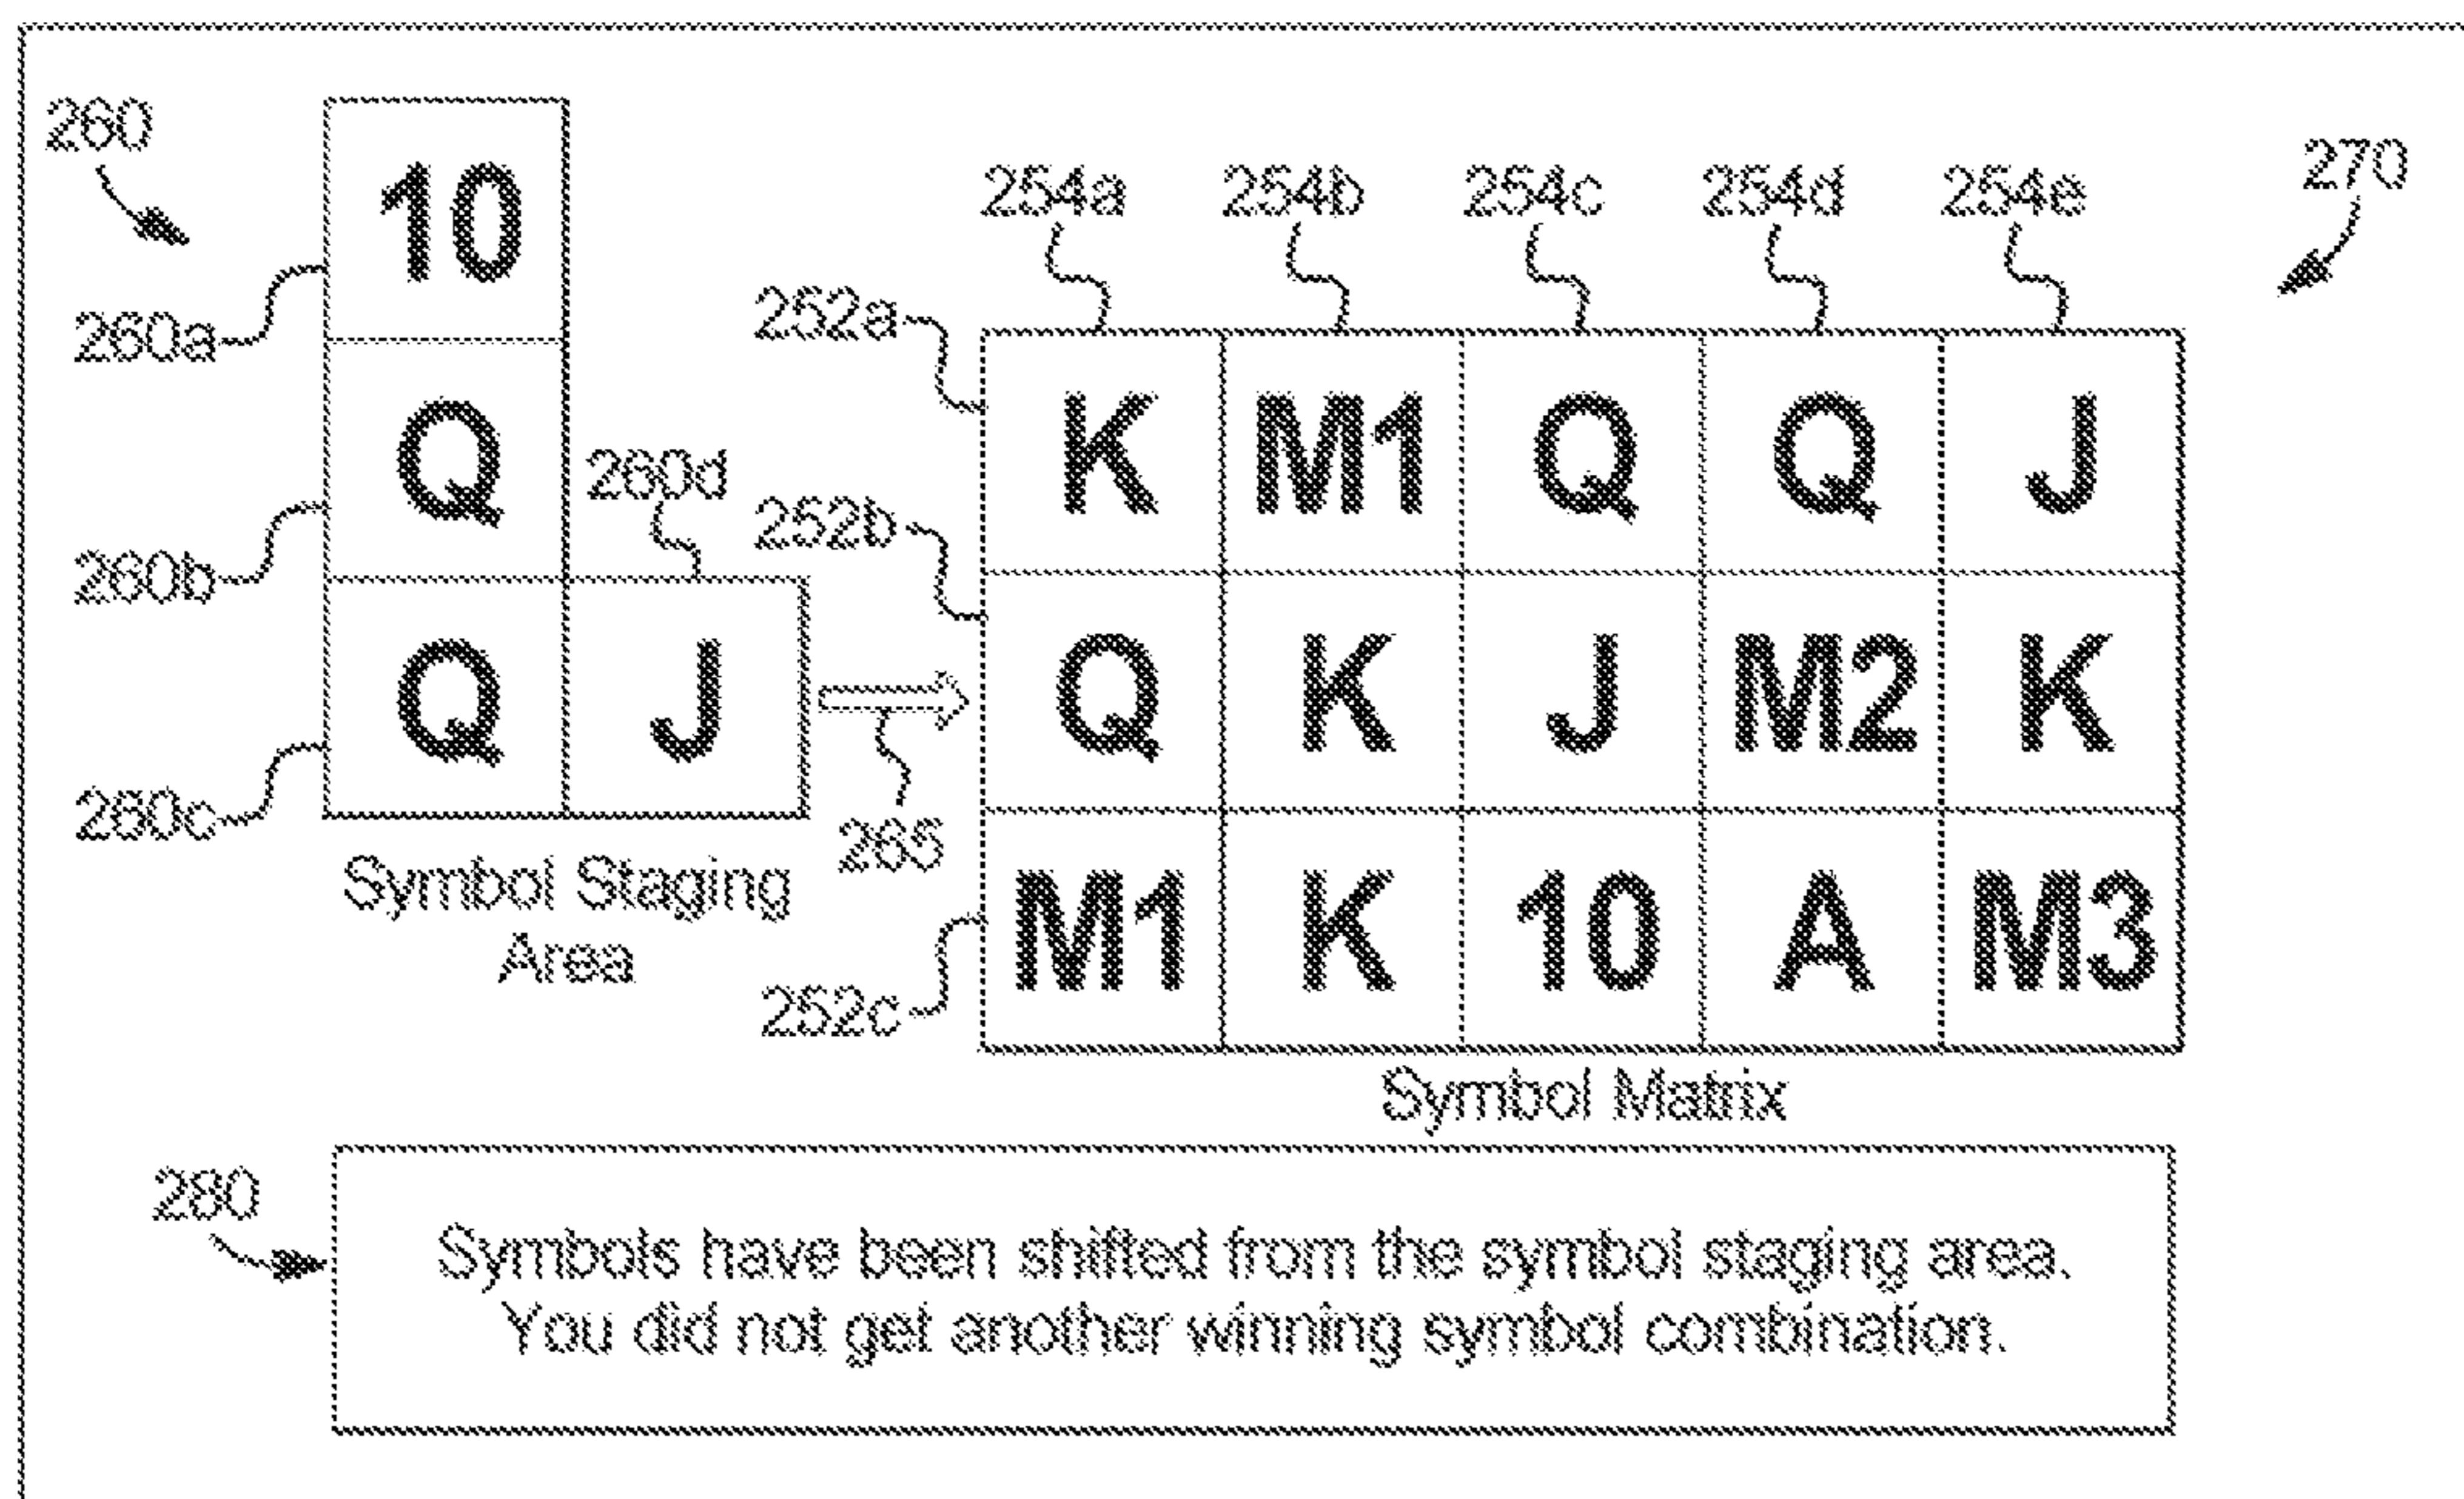 260
10
254a 254b 254c 254d 254e
270
260a
252a
Q
K M1 Q Q J
260d
252b
260b
Q J
Q K J M2 K
260c
265
Symbol Staging
Area
M1 K 10 A M3
252c
Symbol Matrix
280
Symbols have been shifted from the symbol staging area.
You did not get another winning symbol combination.